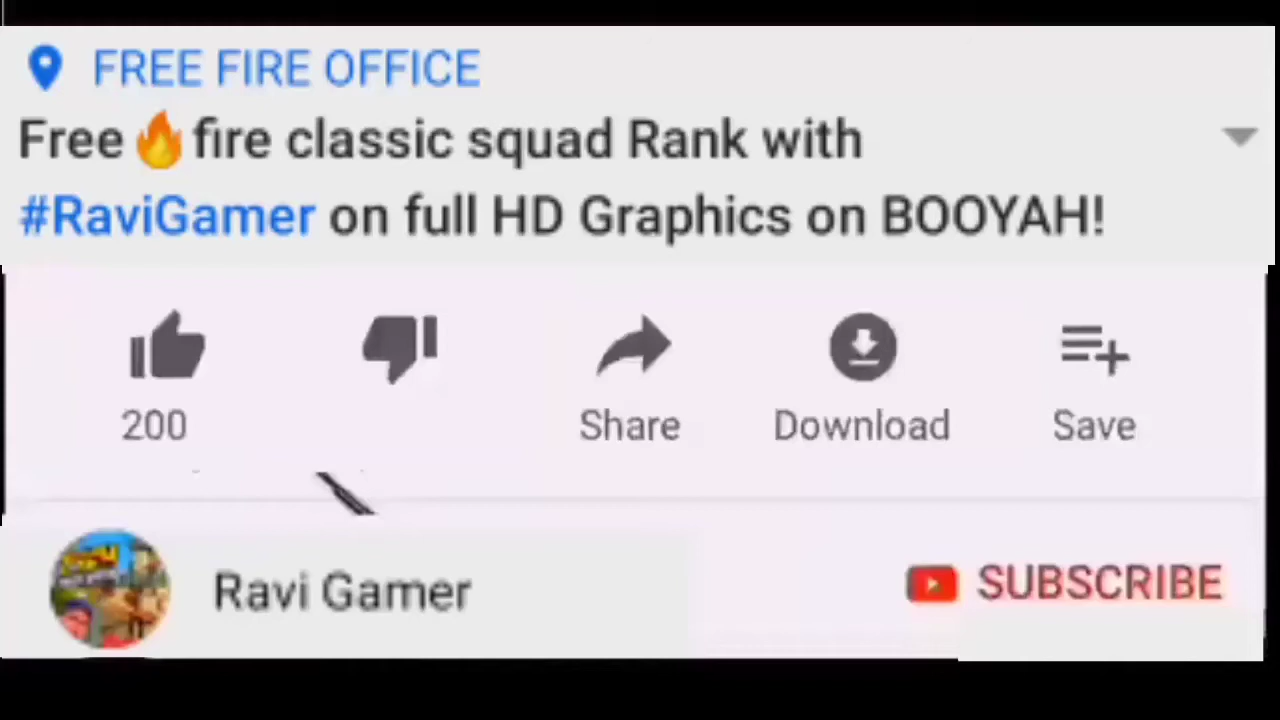 FREE FIRE OFFICE
Free🔥fire classic squad Rank with
#RaviGamer on full HD Graphics on BOOYAH!
200
Share
Download
Save
Ravi Gamer
SUBSCRIBE